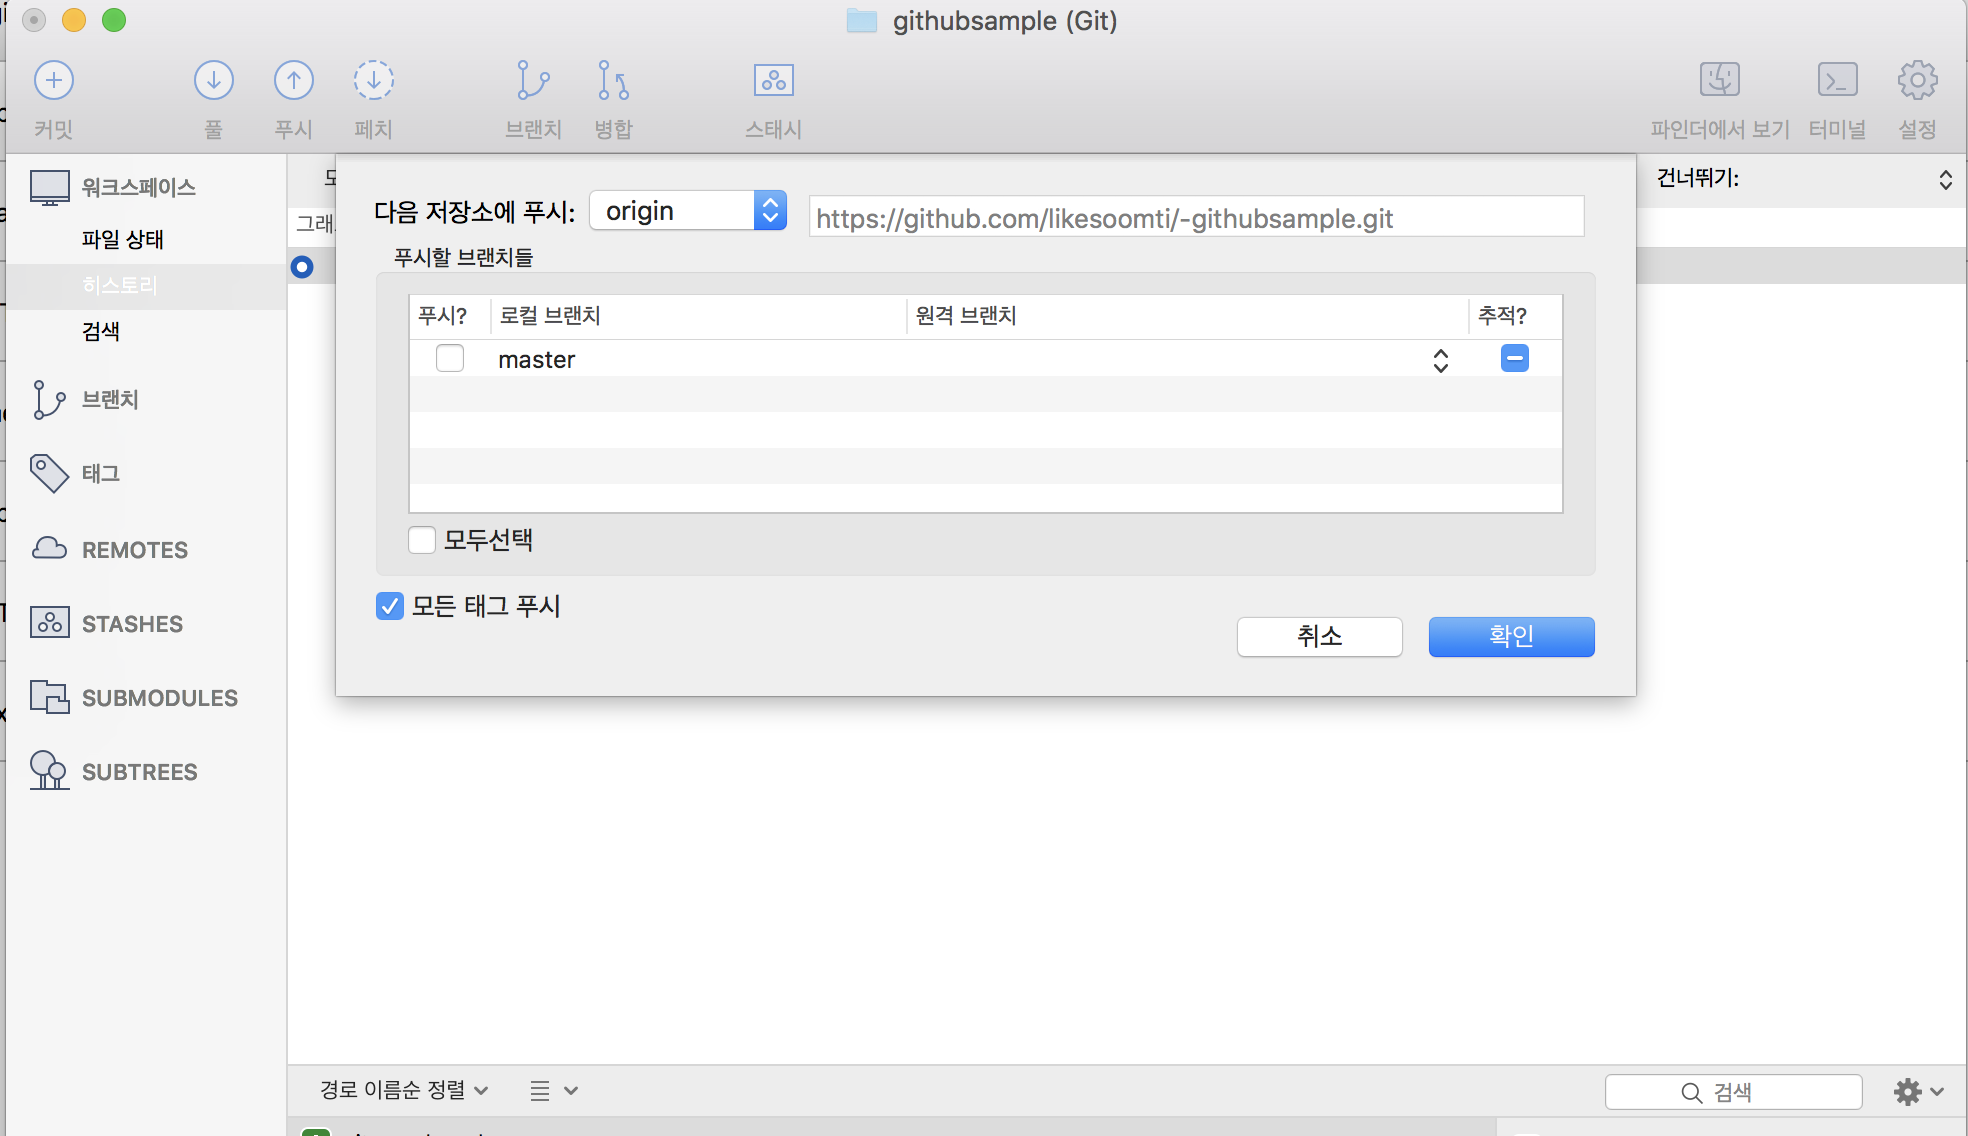 githubsample (Git)
커밋
풀
푸시
페치
브랜치
병합
스태시
파인더에서 보기
터미널
설정
워크스페이스
파일 상태
히스토리
검색
브랜치
태그
REMOTES
STASHES
SUBMODULES
SUBTREES
그래
건너뛰기:
다음 저장소에 푸시: origin https://github.com/likesoomti/-githubsample.git
푸시할 브랜치들
푸시? 로컬 브랜치 원격 브랜치 추적?
master
모두선택
모든 태그 푸시
취소 확인
경로 이름순 정렬
검색